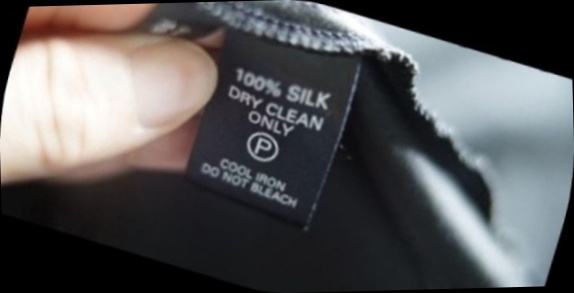 100% SILK
DRY CLEAN
ONLY
P
COOL IRON
DO NOT BLEACH